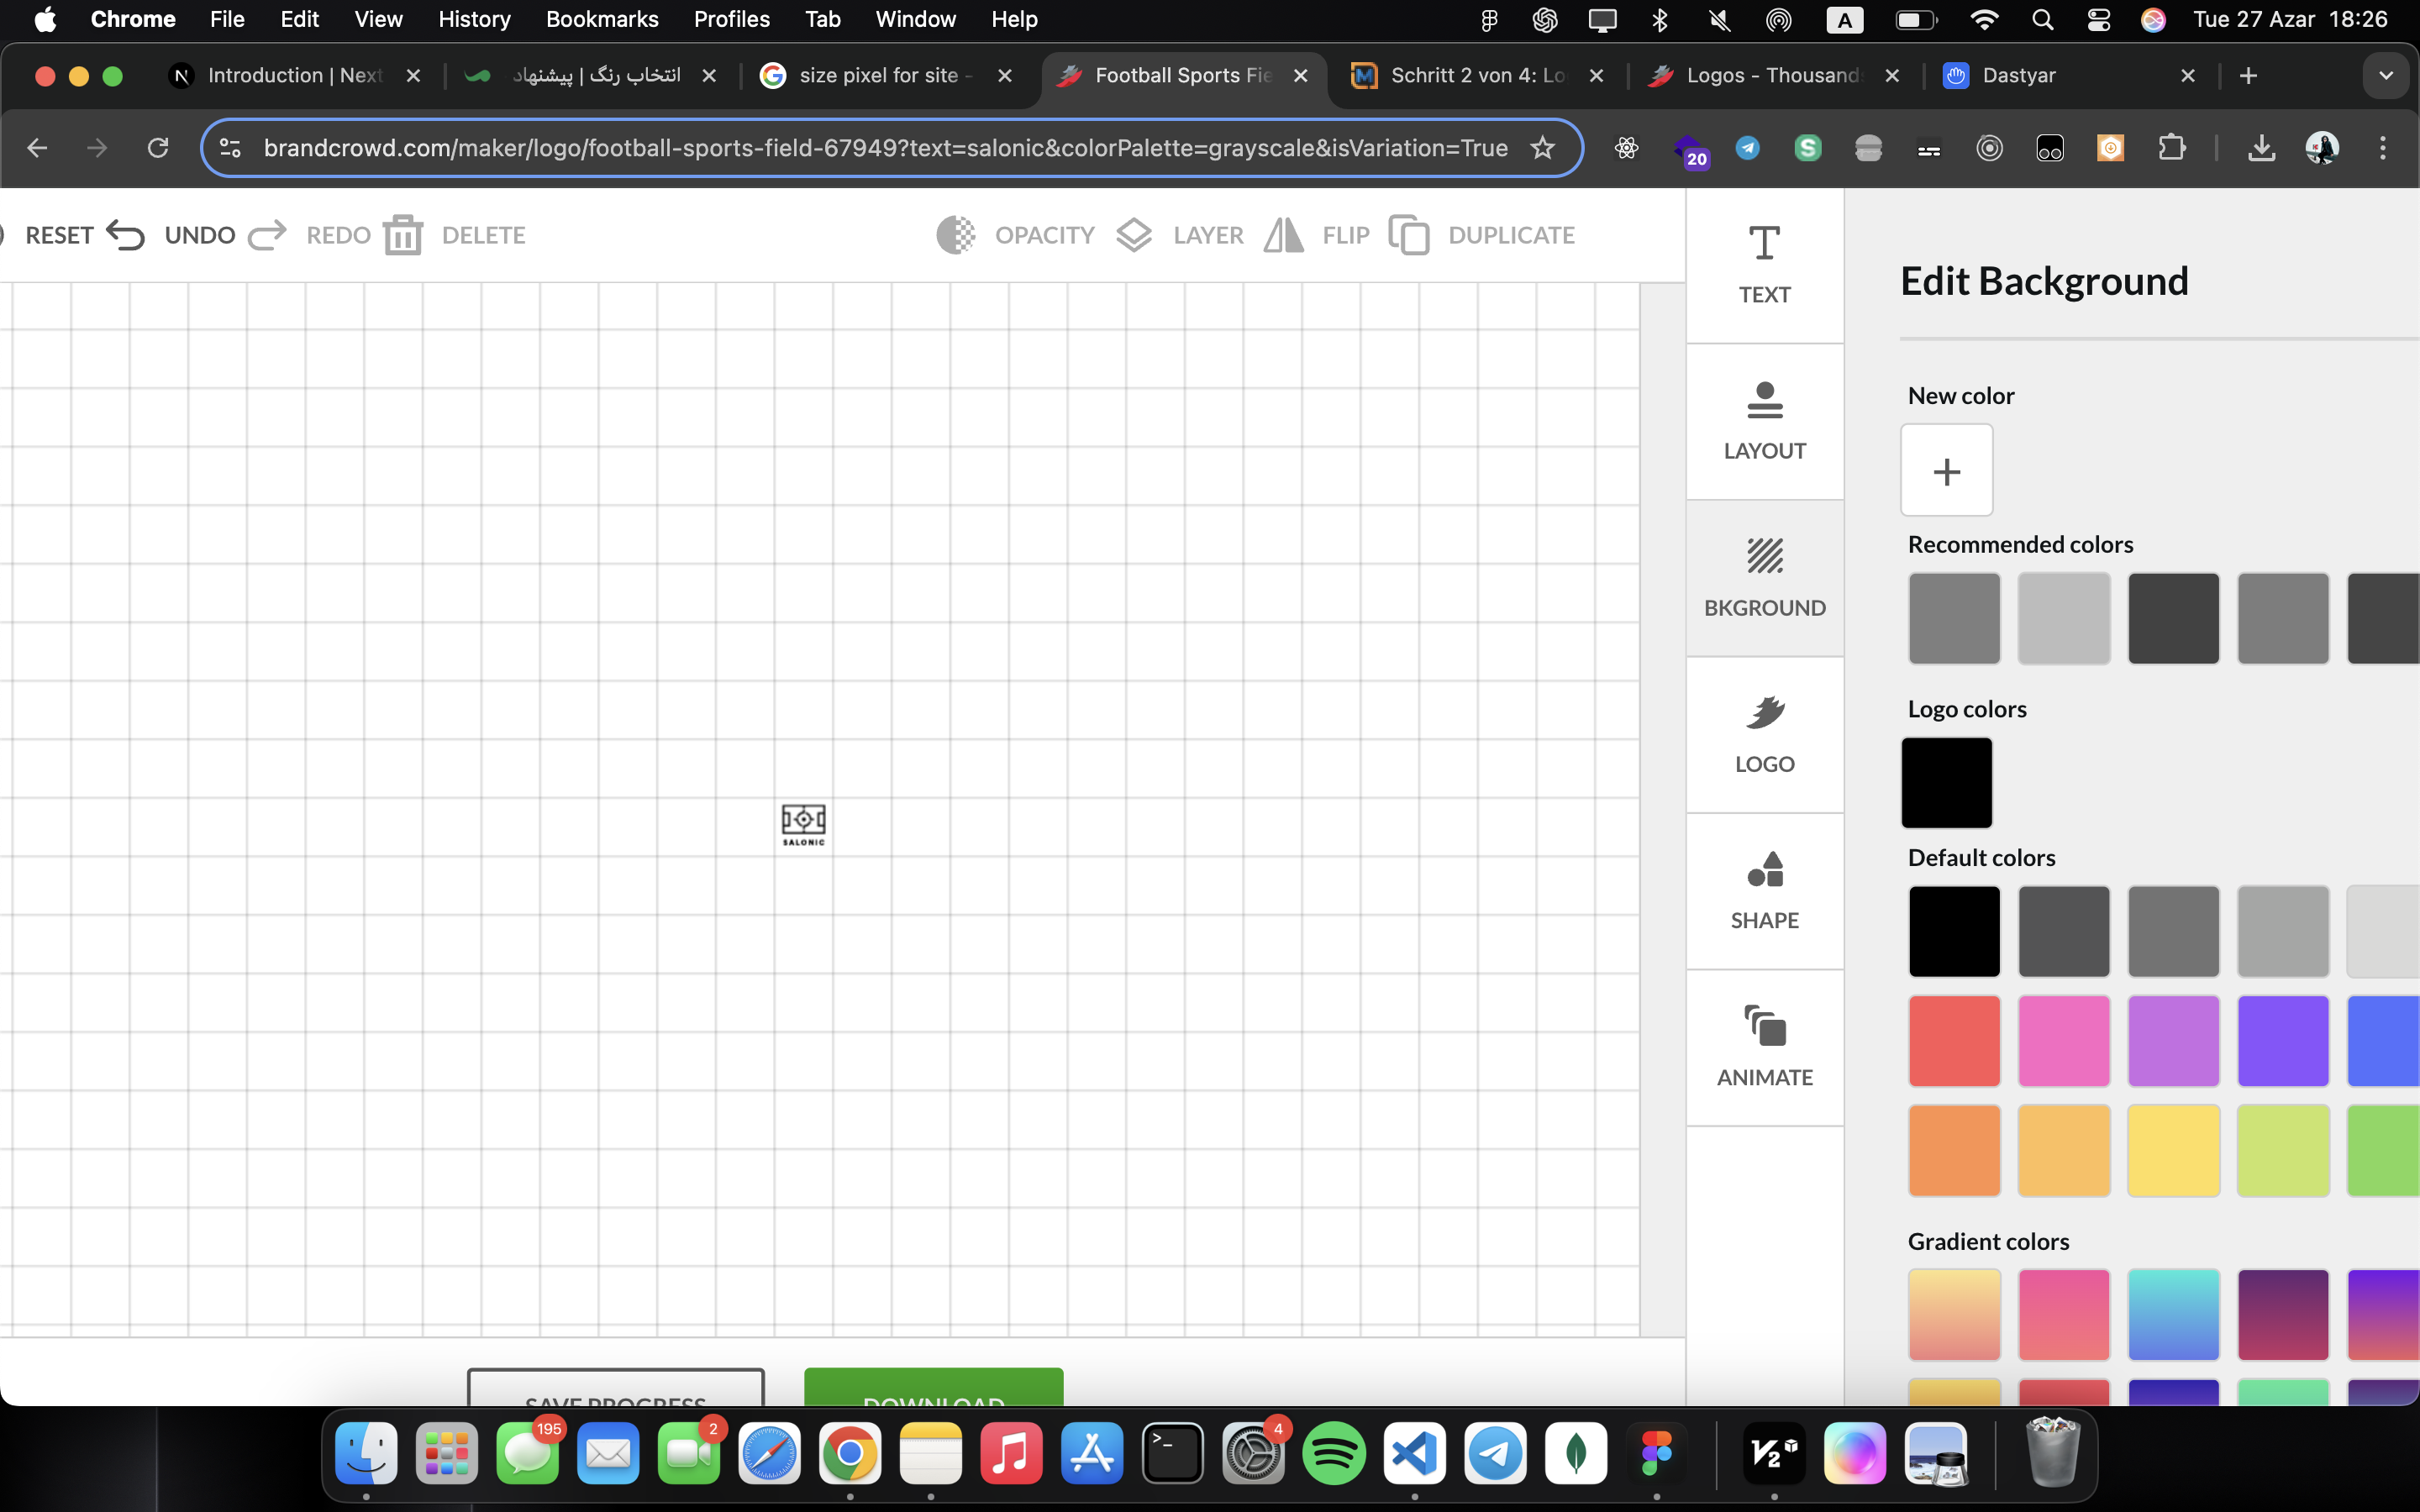 Chrome File Edit View History Bookmarks Profiles Tab Window Help A Tue 27 Azar 18:26
Introduction | Next انتخاب رنگ | پیشنهاد size pixel for site - Football Sports Fie Schritt 2 von 4: Lo Logos - Thousand Dastyar
brandcrowd.com/maker/logo/football-sports-field-67949?text=salonic&colorPalette=grayscale&isVariation=True S 20
RESET UNDO REDO DELETE OPACITY LAYER FLIP DUPLICATE
TEXT
LAYOUT
BKGROUND
LOGO
SHAPE
ANIMATE
Edit Background
New color
Recommended colors
Logo colors
Default colors
Gradient colors
SALONIC
SAVE PROGRESS DOWNLOAD
195 2 4